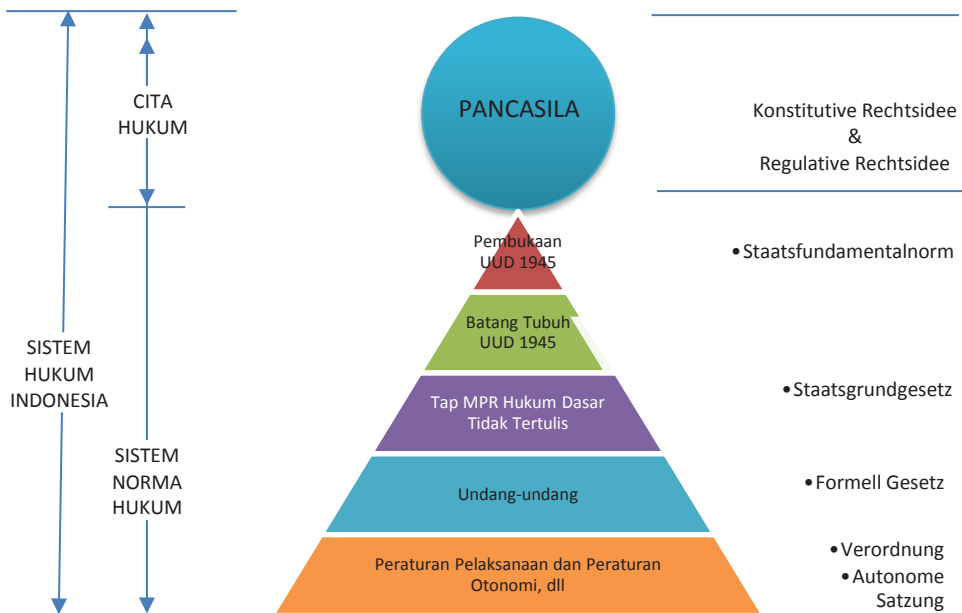 CITA
HUKUM
SISTEM
HUKUM
INDONESIA
SISTEM
NORMA
HUKUM
PANCASILA
Pembukaan
UUD 1945
Batang Tubuh
UUD 1945
Tap MPR Hukum Dasar
Tidak Tertulis
Undang-undang
Peraturan Pelaksanaan dan Peraturan
Otonomi, dll
Konstitutive Rechtsidee
&
Regulative Rechtsidee
•Staatsfundamentalnorm
•Staatsgrundgesetz
•Formell Gesetz
•Verordnung
•Autonome
Satzung